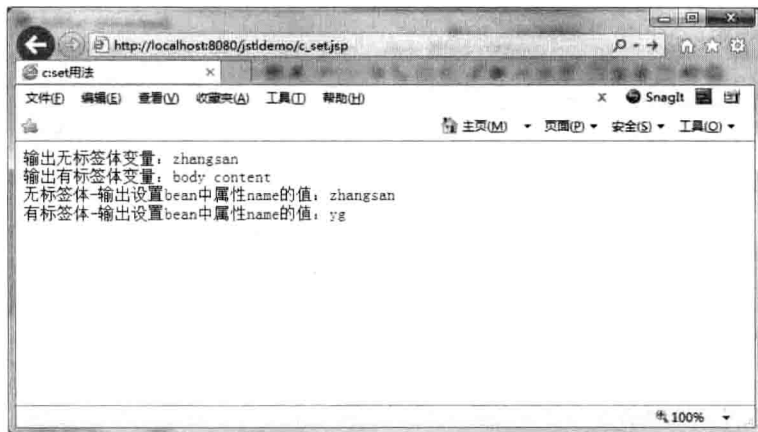 http://localhost:8080/jstldemo/c_set.jsp
c:set用法
文件(F) 编辑(E) 查看(V) 收藏夹(A) 工具(T) 帮助(H)
x Snagit
主页(M) 页面(P) 安全(S) 工具(O)
输出无标签体变量：zhangsan
输出有标签体变量：body content
无标签体-输出设置bean中属性name的值：zhangsan
有标签体-输出设置bean中属性name的值：yg
100%